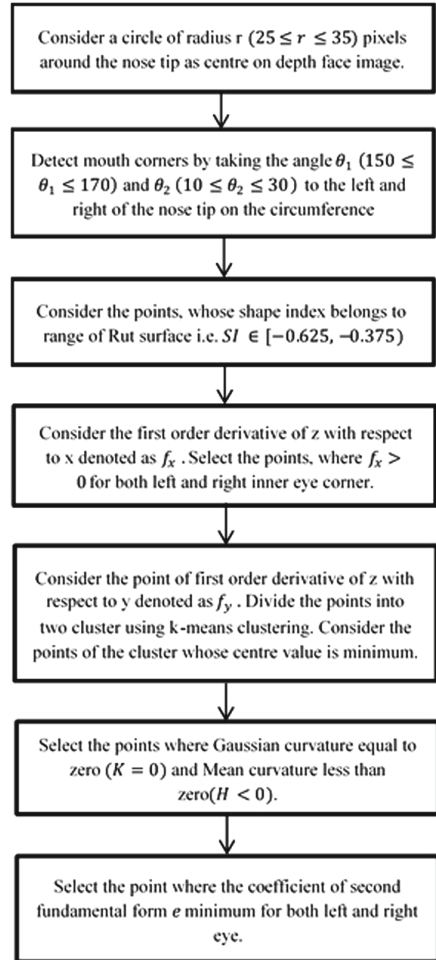 Consider a circle of radius r (25 ≤ r ≤ 35) pixels
around the nose tip as centre on depth face image.
Detect mouth corners by taking the angle θ₁ (150 ≤
θ₁ ≤ 170) and θ₂ (10 ≤ θ₂ ≤ 30) to the left and
right of the nose tip on the circumference
Consider the points, whose shape index belongs to
range of Rut surface i.e. SI ∈ [−0.625, −0.375)
Consider the first order derivative of z with respect
to x denoted as fₓ . Select the points, where fₓ >
0 for both left and right inner eye corner.
Consider the point of first order derivative of z with
respect to y denoted as f_y . Divide the points into
two cluster using k-means clustering. Consider the
points of the cluster whose centre value is minimum.
Select the points where Gaussian curvature equal to
zero (K = 0) and Mean curvature less than
zero(H < 0).
Select the point where the coefficient of second
fundamental form e minimum for both left and right
eye.